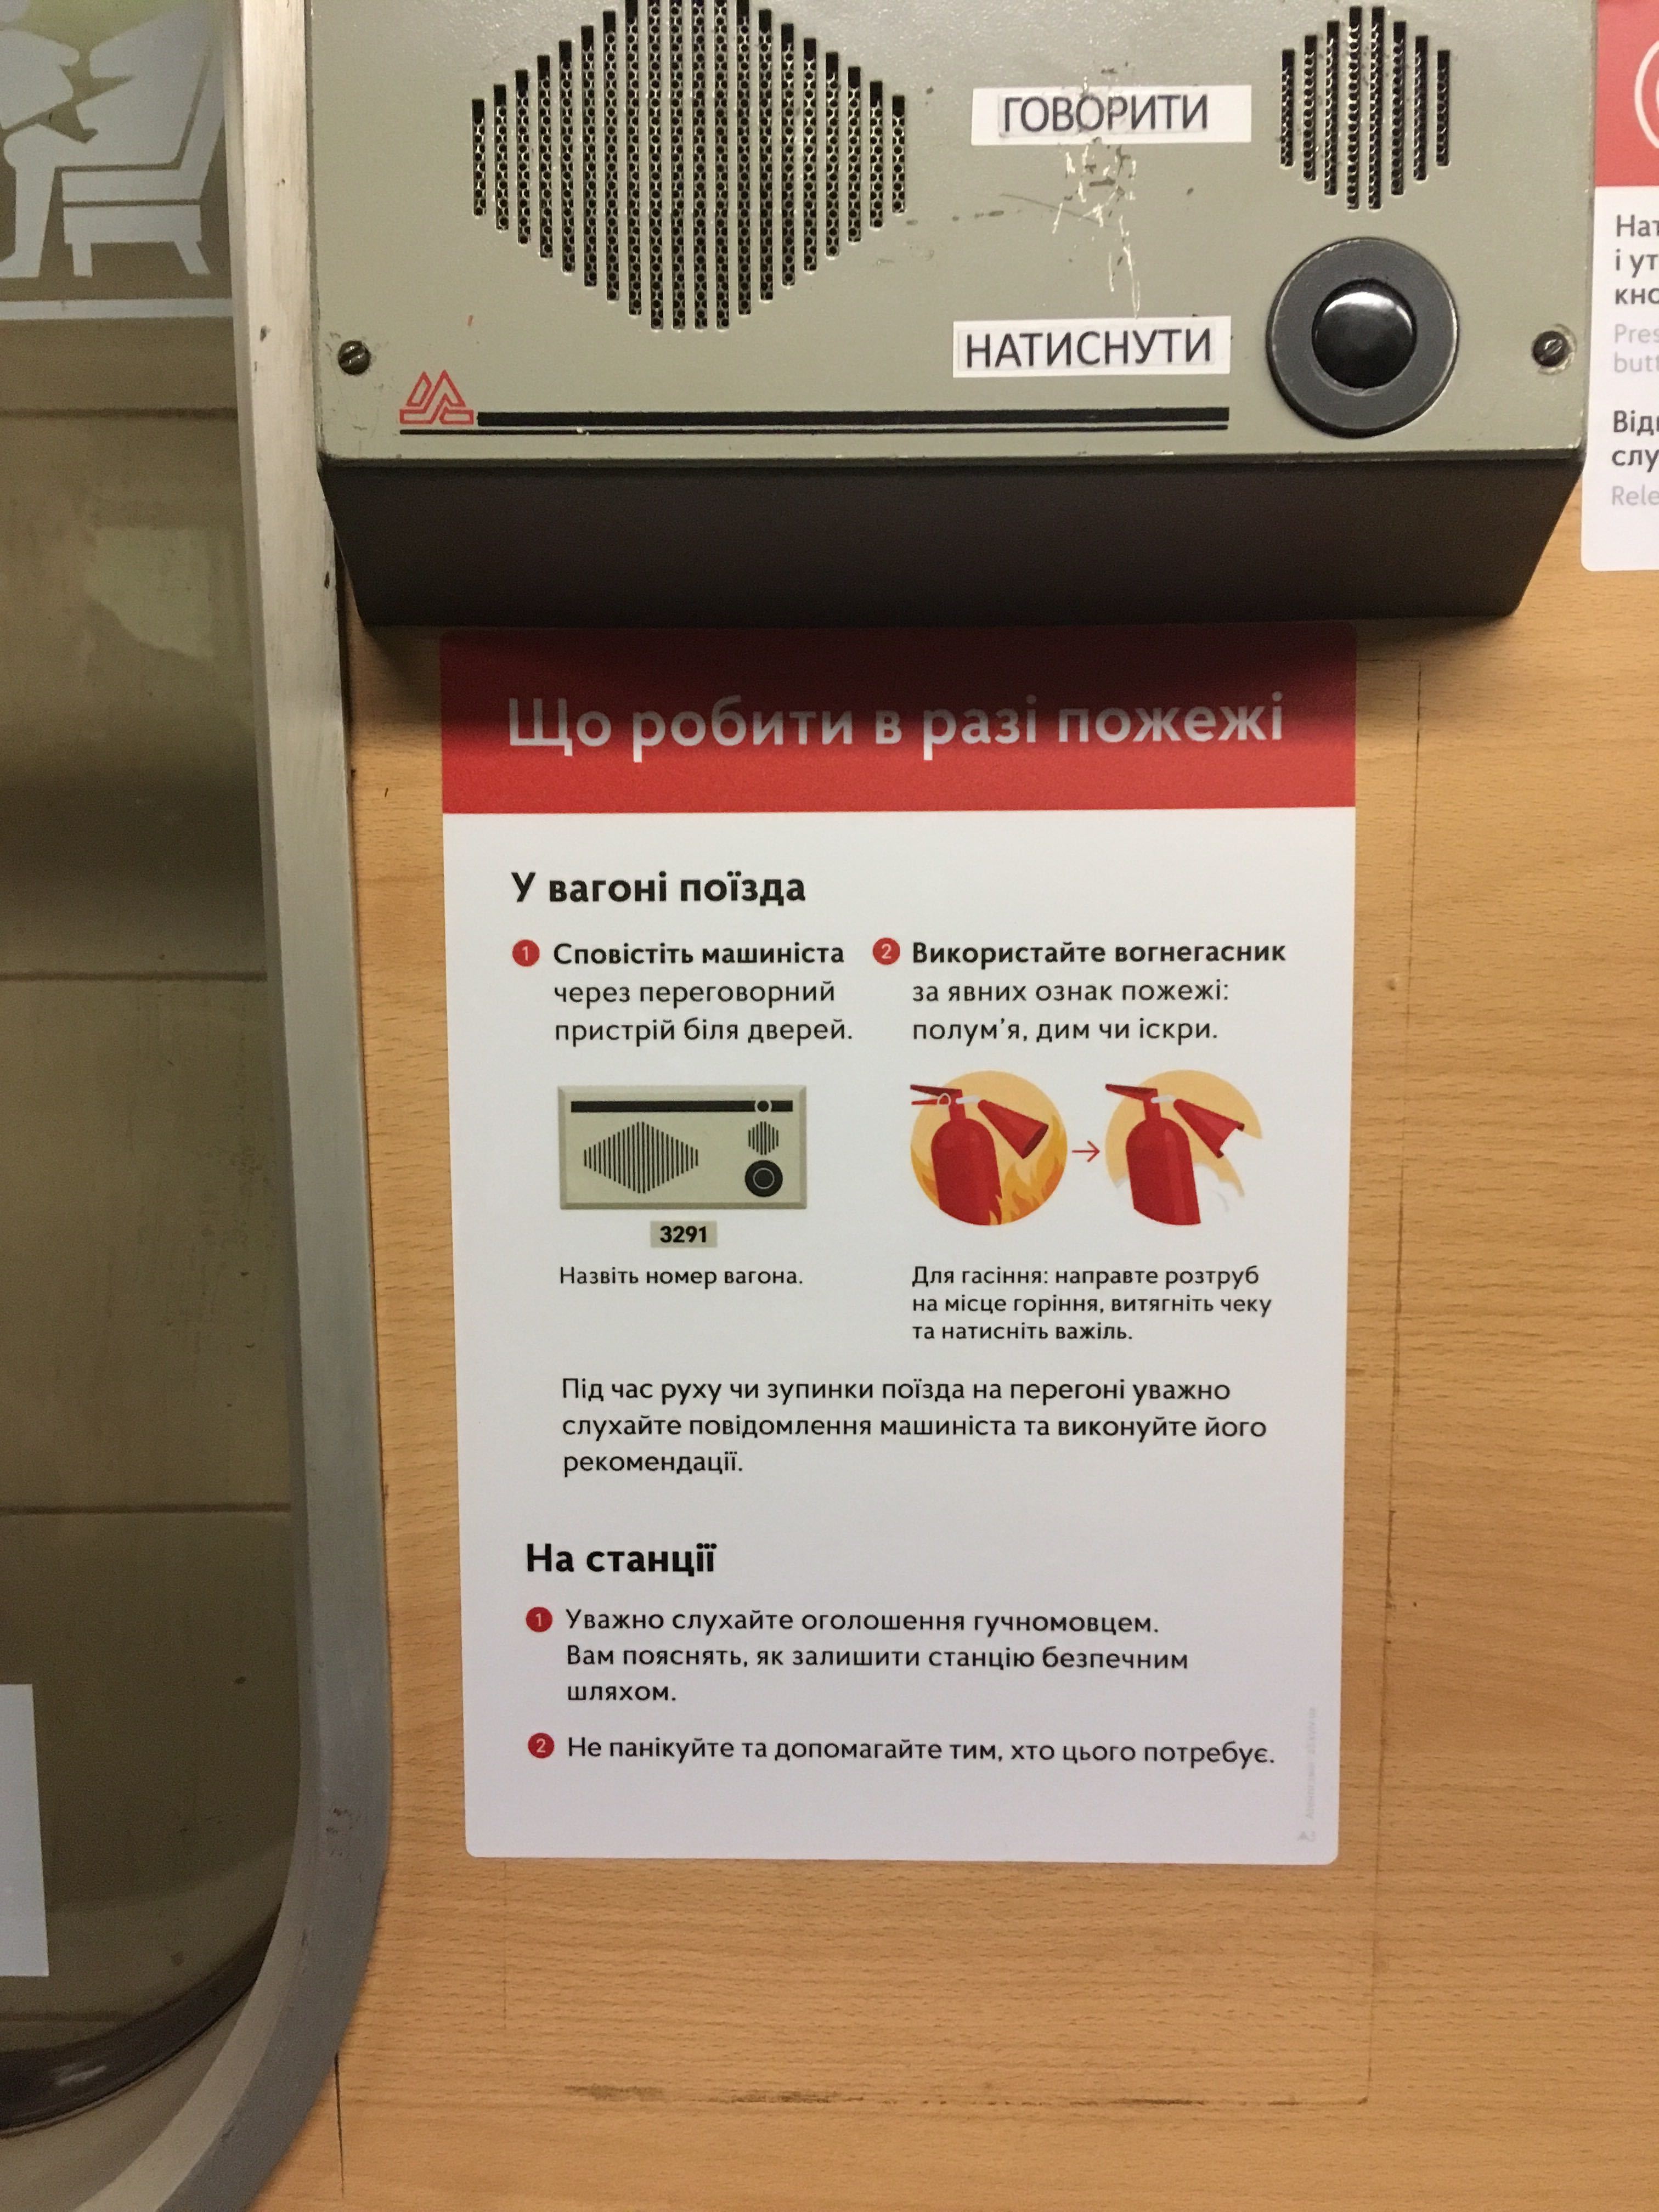 ГОВОРИТИ
НАТИСНУТИ
Що робити в разі пожежі
У вагоні поїзда
1 Сповістіть машиніста
через переговорний
пристрій біля дверей.
3291
Назвіть номер вагона.
2 Використайте вогнегасник
за явних ознак пожежі:
полум’я, дим чи іскри.
Для гасіння: направте розтруб
на місце горіння, витягніть чеку
та натисніть важіль.
Під час руху чи зупинки поїзда на перегоні уважно
слухайте повідомлення машиніста та виконуйте його
рекомендації.
На станції
1 Уважно слухайте оголошення гучномовцем.
Вам пояснять, як залишити станцію безпечним
шляхом.
2 Не панікуйте та допомагайте тим, хто цього потребує.
і